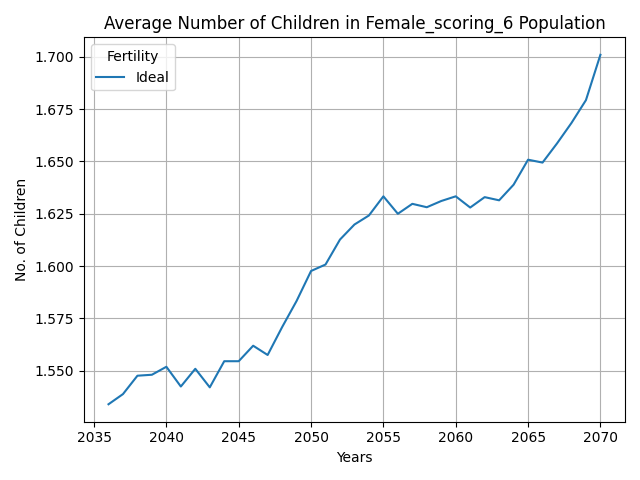 Average Number of Children in Female_scoring_6 Population
Fertility
Ideal
1.700
1.675
1.650
1.625
1.600
1.575
1.550
No. of Children
2035 2040 2045 2050 2055 2060 2065 2070
Years